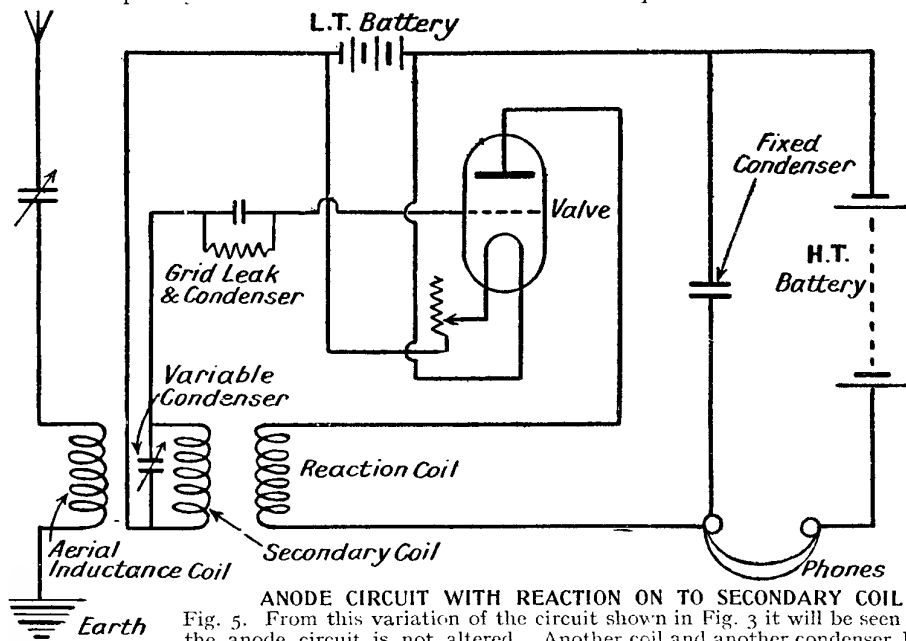 L.T. Battery
Fixed
Condenser
Valve
H.T.
Battery
Grid Leak
& Condenser
Variable
Condenser
Reaction Coil
Aerial
Inductance Coil
Secondary Coil
Phones
Earth
ANODE CIRCUIT WITH REACTION ON TO SECONDARY COIL
Fig. 5. From this variation of the circuit shown in Fig. 3 it will be seen
the anode circuit is not altered. Another coil and another condenser